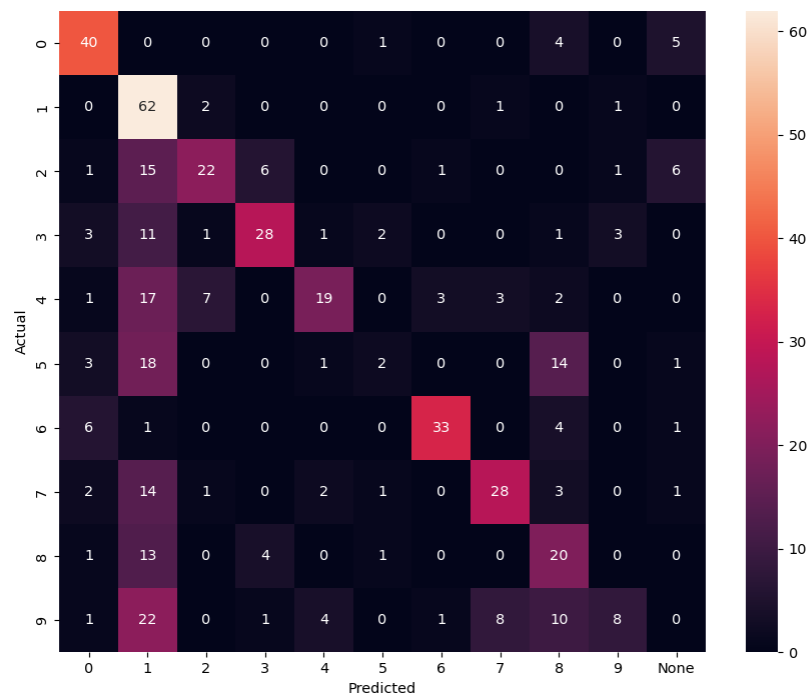 0 40 0 0 0 0 1 0 0 4 0 5
1 0 62 2 0 0 0 0 1 0 1 0
2 1 15 22 6 0 0 1 0 0 1 6
3 3 11 1 28 1 2 0 0 1 3 0
4 1 17 7 0 19 0 3 3 2 0 0
5 3 18 0 0 1 2 0 0 14 0 1
6 6 1 0 0 0 0 33 0 4 0 1
7 2 14 1 0 2 1 0 28 3 0 1
8 1 13 0 4 0 1 0 0 20 0 0
9 1 22 0 1 4 0 1 8 10 8 0
0 1 2 3 4 5 6 7 8 9 None
Predicted
Actual
60
50
40
30
20
10
0